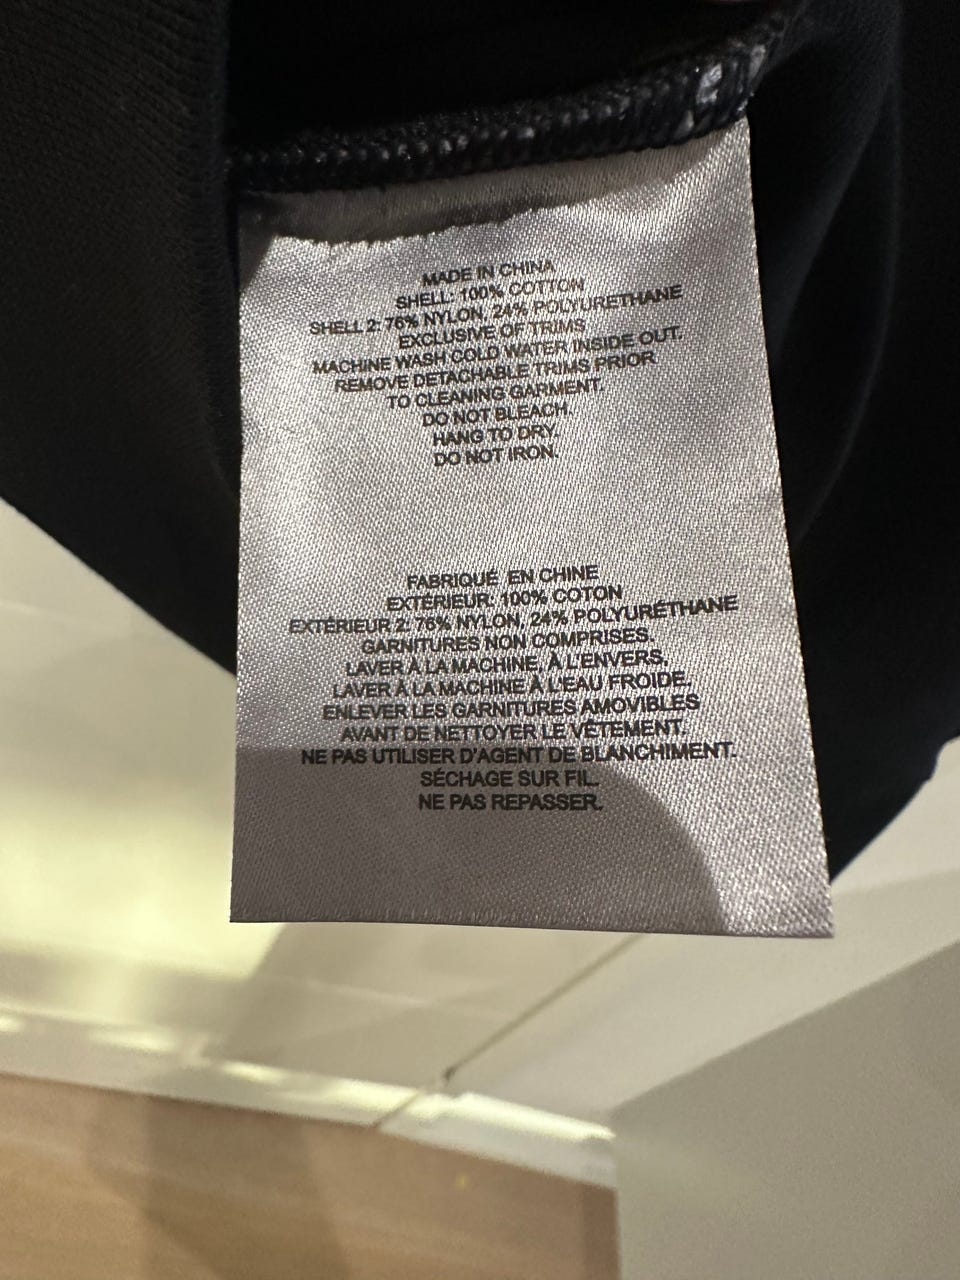 MADE IN CHINA
SHELL: 100% COTTON
SHELL 2: 76% NYLON, 24% POLYURETHANE
EXCLUSIVE OF TRIMS
MACHINE WASH COLD WATER INSIDE OUT.
REMOVE DETACHABLE TRIMS PRIOR
TO CLEANING GARMENT.
DO NOT BLEACH.
HANG TO DRY.
DO NOT IRON.
FABRIQUÉ EN CHINE
EXTÉRIEUR: 100% COTON
EXTÉRIEUR 2: 76% NYLON, 24% POLYURÉTHANE
GARNITURES NON COMPRISES.
LAVER À LA MACHINE, À L'ENVERS,
LAVER À LA MACHINE À L'EAU FROIDE.
ENLEVER LES GARNITURES AMOVIBLES
AVANT DE NETTOYER LE VÊTEMENT.
NE PAS UTILISER D'AGENT DE BLANCHIMENT.
SÉCHAGE SUR FIL.
NE PAS REPASSER.